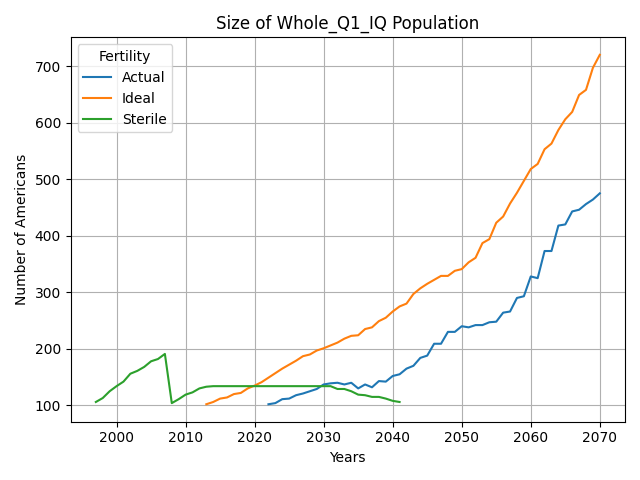 Size of Whole_Q1_IQ Population
Fertility
Actual
Ideal
Sterile
Number of Americans
700
600
500
400
300
200
100
2000 2010 2020 2030 2040 2050 2060 2070
Years